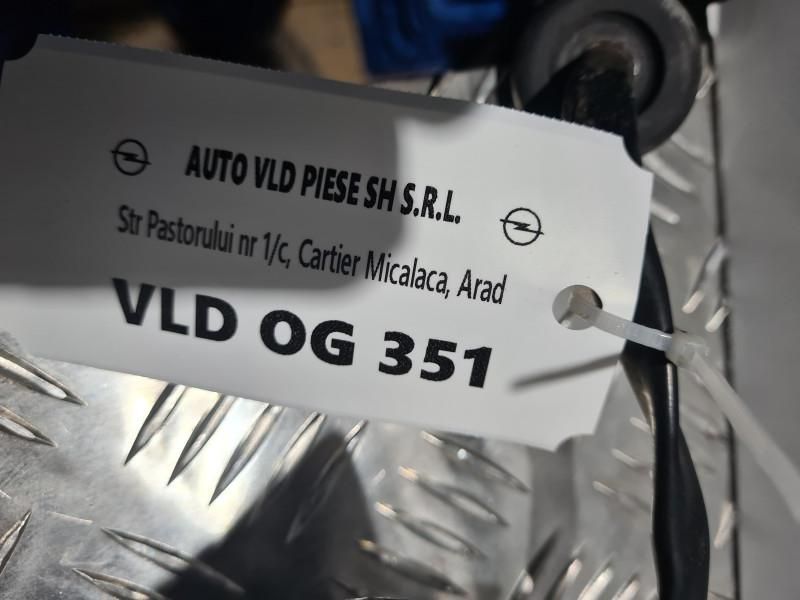 AUTO VLD PIESE SH S.R.L.
Str Pastorului nr 1/c, Cartier Micalaca, Arad
VLD OG 351